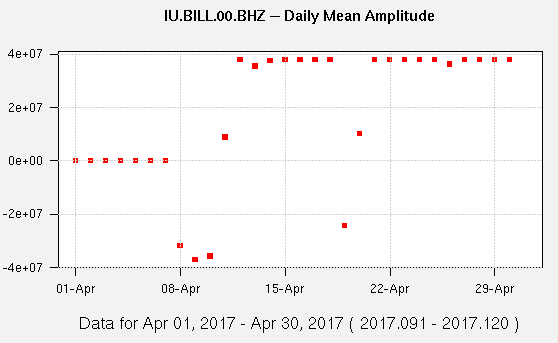 IU.BILL.00.BHZ — Daily Mean Amplitude
4e+07
2e+07
0e+00
-2e+07
-4e+07
01-Apr 08-Apr 15-Apr 22-Apr 29-Apr
Data for Apr 01, 2017 - Apr 30, 2017 ( 2017.091 - 2017.120 )